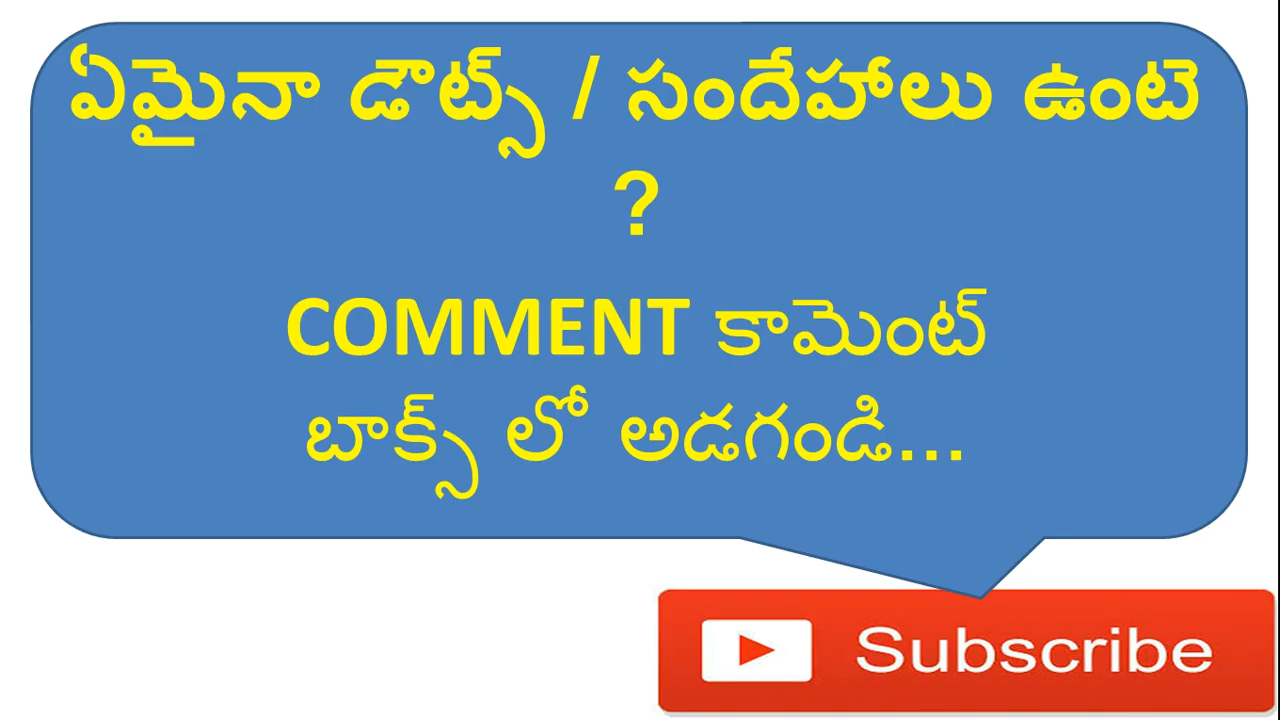 ఏమైనా డౌట్స్ / సందేహాలు ఉంటె
?
COMMENT కామెంట్
బాక్స్ లో అడగండి...
Subscribe